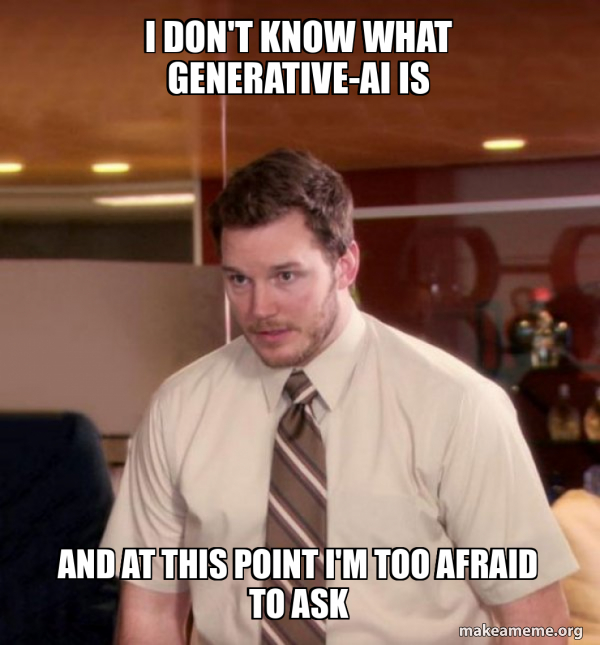 I DON'T KNOW WHAT
GENERATIVE-AI IS
AND AT THIS POINT I'M TOO AFRAID
TO ASK
makeameme.org